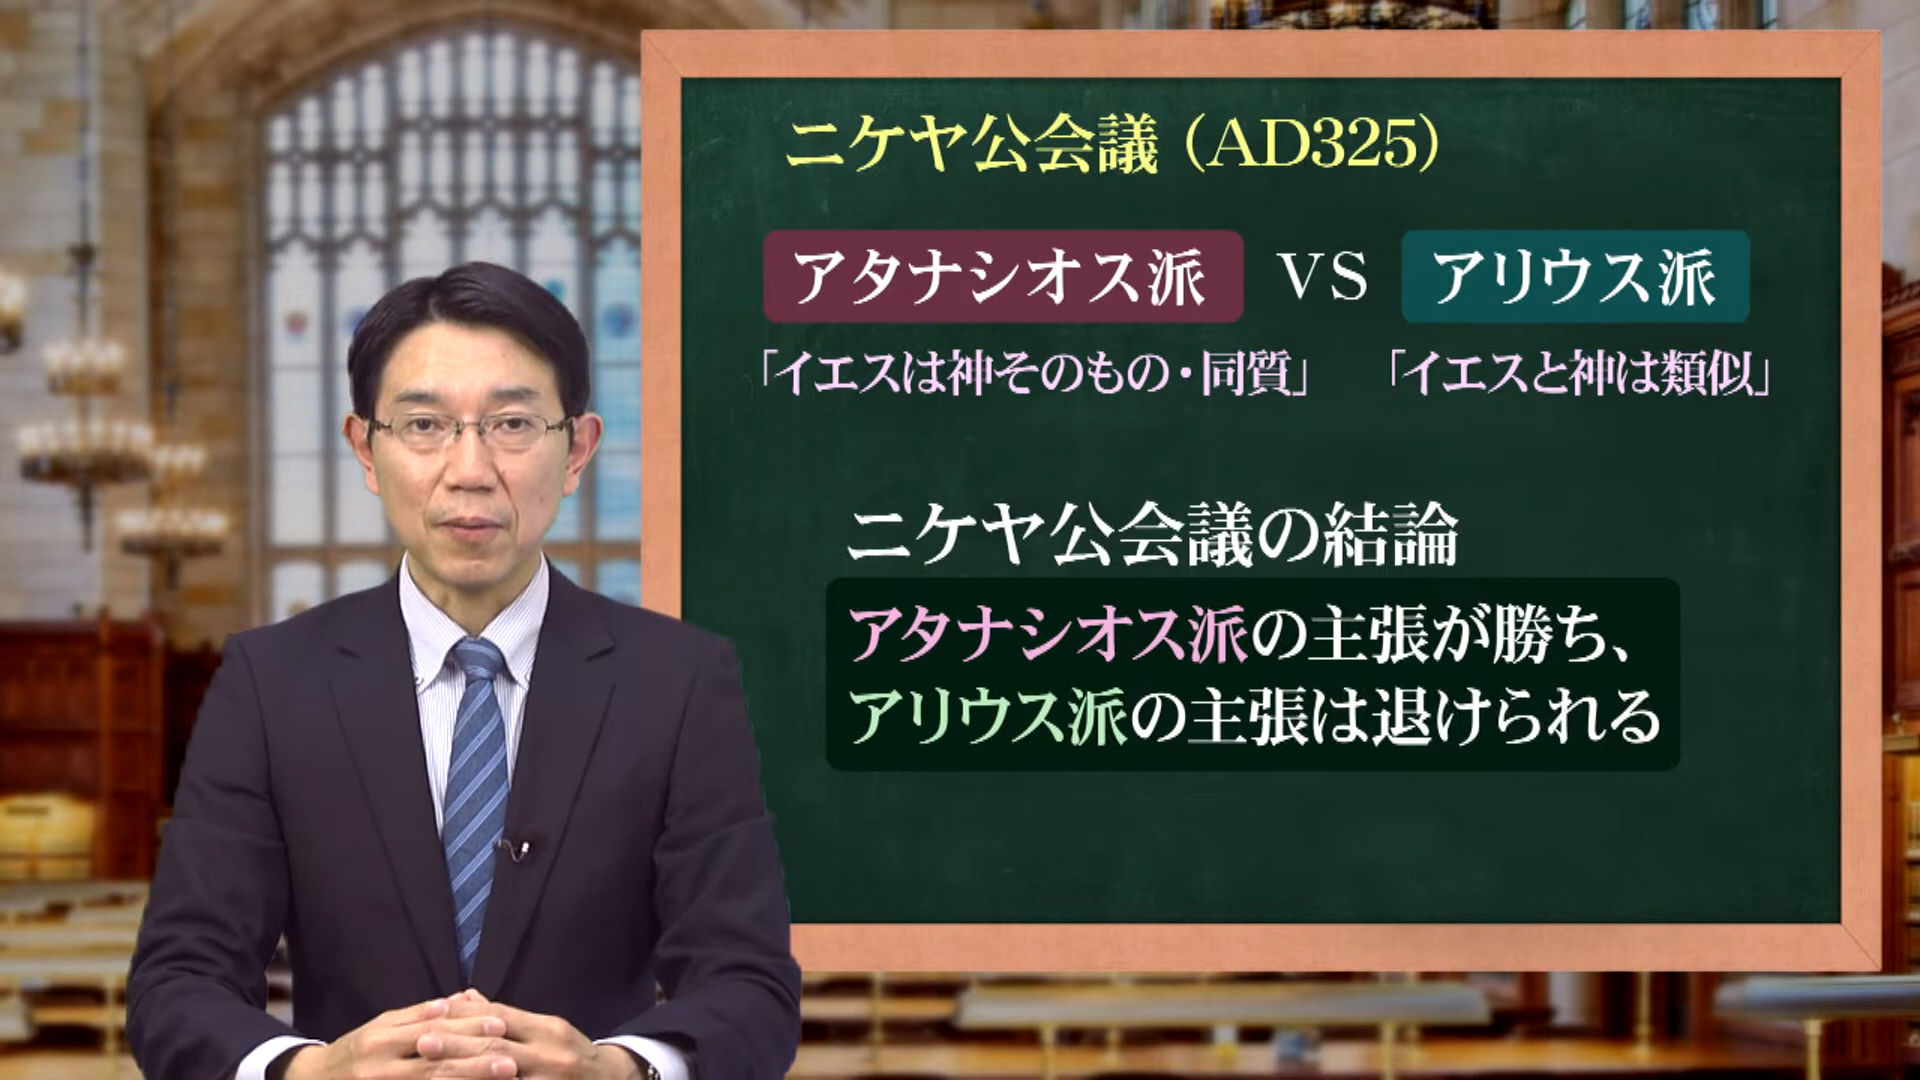 ニケヤ公会議（AD325）
アタナシオス派 VS アリウス派
「イエスは神そのもの・同質」 「イエスと神は類似」
ニケヤ公会議の結論
アタナシオス派の主張が勝ち、
アリウス派の主張は退けられる